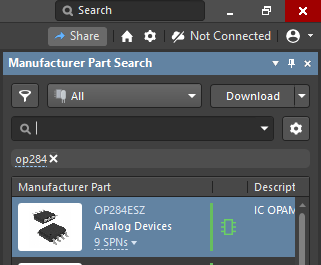 Search
Share
Not Connected
Manufacturer Part Search
All
Download
op284
Manufacturer Part
Descript
OP284ESZ
IC OPAM
Analog Devices
9 SPNs